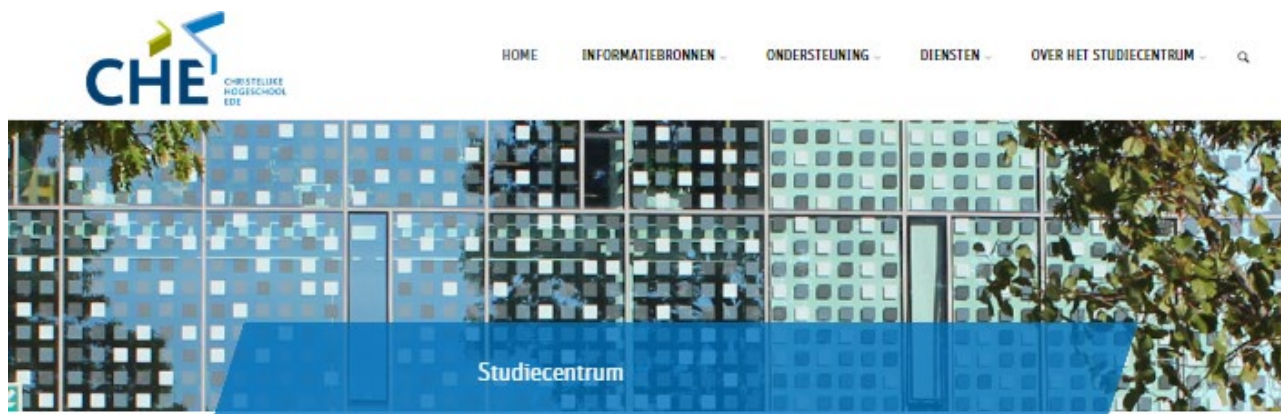 CHE
CHRISTELIJKE
HOGESCHOOL
EDE
HOME INFORMATIEBRONNEN ONDERSTEUNING DIENSTEN OVER HET STUDIECENTRUM
Studiecentrum